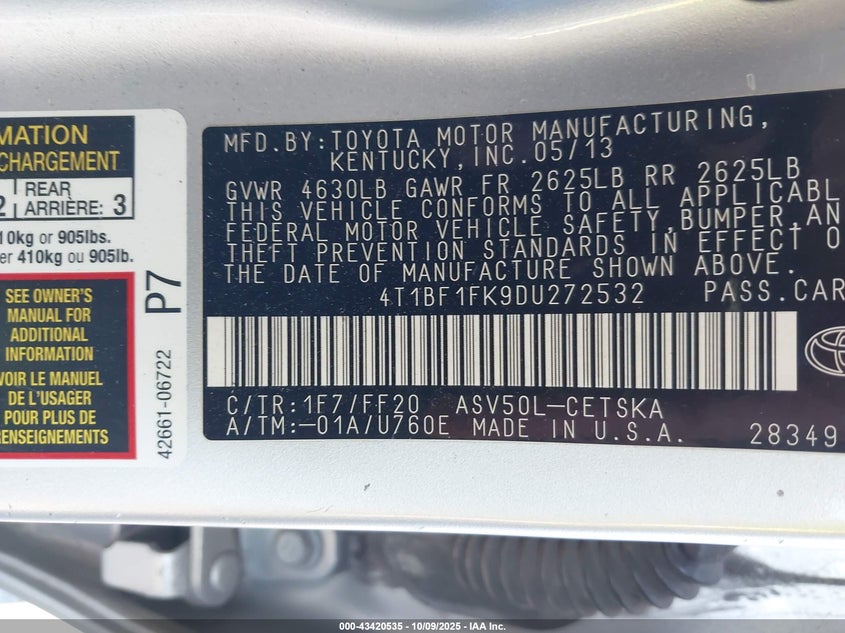 MATION
CHARGEMENT
2 REAR ARRIÈRE: 3
10kg or 905lbs.
er 410kg ou 905lb.
SEE OWNER'S
MANUAL FOR
ADDITIONAL
INFORMATION
VOIR LE MANUEL
DE L'USAGER
POUR PLUS DE
RENSEIGNEMENTS
P7
42661-06722
MFD.BY:TOYOTA MOTOR MANUFACTURING,
KENTUCKY,INC.05/13
GVWR 4630LB GAWR FR 2625LB RR 2625LB
THIS VEHICLE CONFORMS TO ALL APPLICABL
FEDERAL MOTOR VEHICLE SAFETY,BUMPER,AN
THEFT PREVENTION STANDARDS IN EFFECT O
THE DATE OF MANUFACTURE SHOWN ABOVE.
4T1BF1FK9DU272532 PASS.CAR
C/TR:1F7/FF20 ASV50L-CETSKA
A/TM:-01A/U760E MADE IN U.S.A. 28349
000-43420535 - 10/09/2025 - IAA Inc.